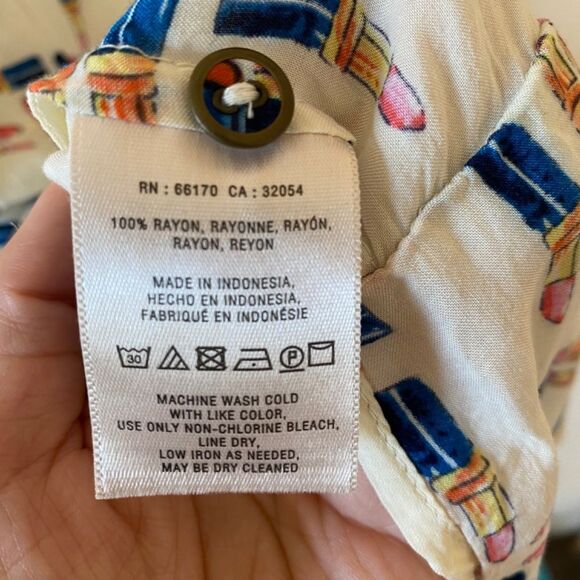 RN : 66170 CA : 32054
100% RAYON, RAYONNE, RAYÓN,
RAYON, REYON
MADE IN INDONESIA,
HECHO EN INDONESIA,
FABRIQUÉ EN INDONÉSIE
30 P
MACHINE WASH COLD
WITH LIKE COLOR,
USE ONLY NON-CHLORINE BLEACH,
LINE DRY,
LOW IRON AS NEEDED,
MAY BE DRY CLEANED